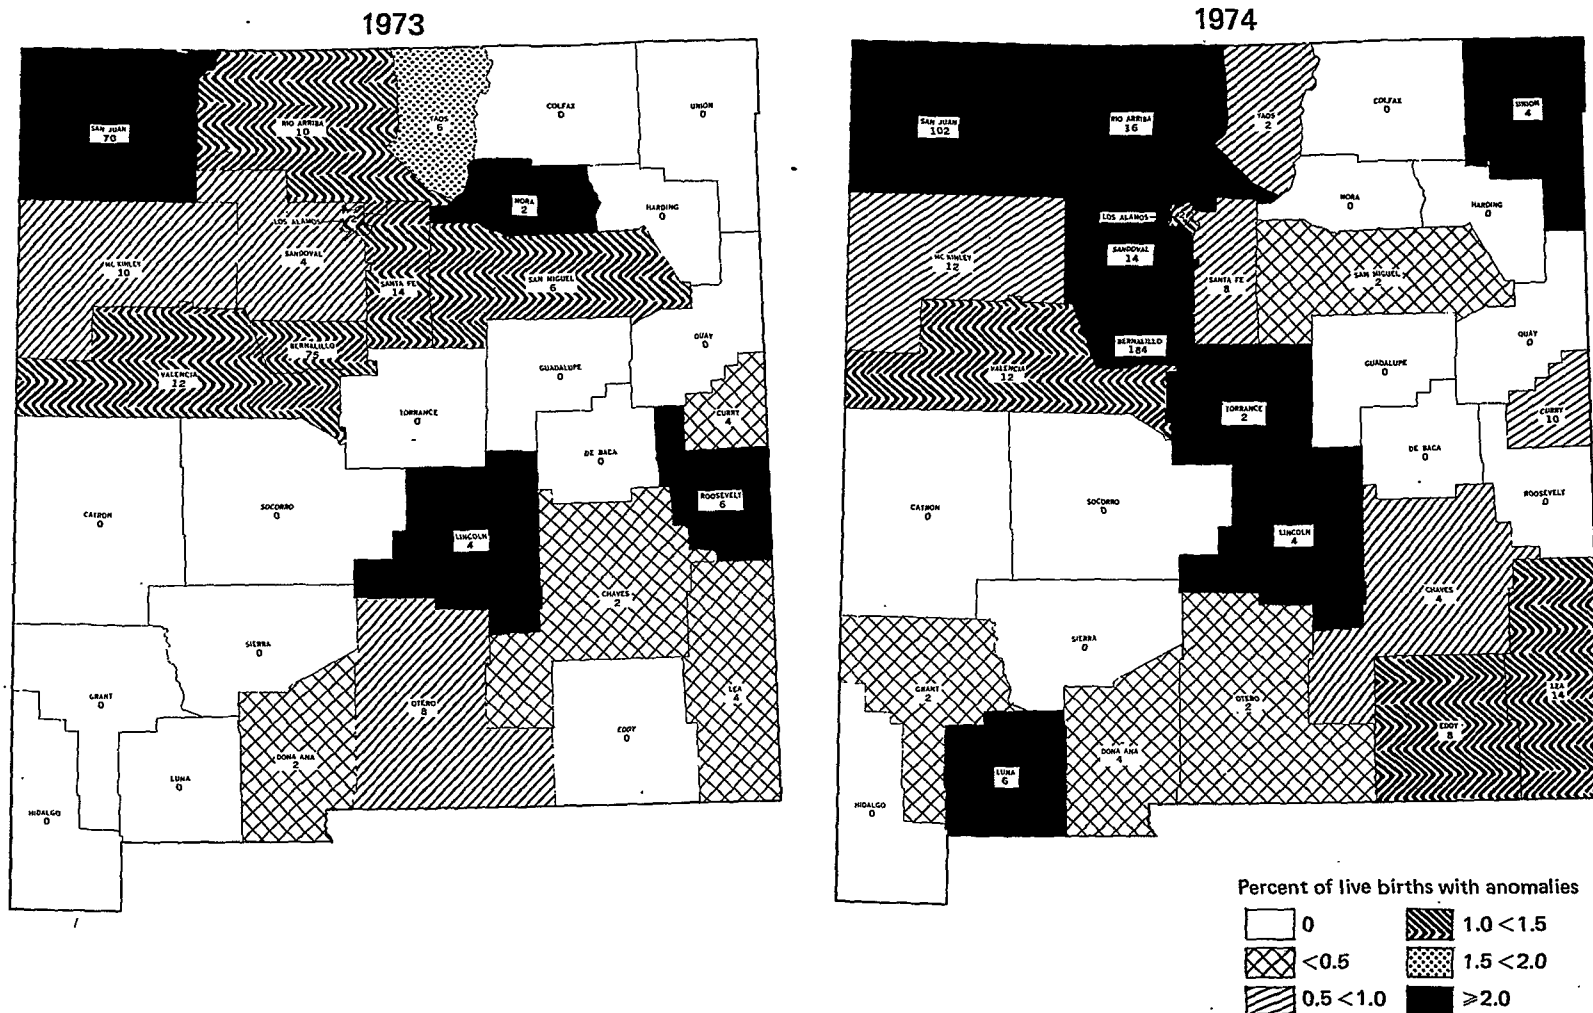 1973
SAN JUAN
70
RIO ARRIBA
10
TAOS
6
COLFAX
0
UNION
0
MORA
2
HARDING
0
LOS ALAMOS
MC KINLEY
10
SANDOVAL
4
SANTA FE
14
SAN MIGUEL
6
BERNALILLO
75
VALENCIA
12
QUAY
0
GUADALUPE
0
TORRANCE
0
CURRY
4
DE BACA
0
ROOSEVELT
6
CATRON
0
SOCORRO
0
LINCOLN
4
CHAVES
2
SIERRA
0
GRANT
0
OTERO
8
LEA
4
EDDY
0
DONA ANA
2
LUNA
0
HIDALGO
0
1974
SAN JUAN
102
RIO ARRIBA
16
TAOS
2
COLFAX
0
UNION
4
MORA
0
HARDING
0
LOS ALAMOS
2
MC KINLEY
12
SANDOVAL
14
SANTA FE
8
SAN MIGUEL
2
BERNALILLO
184
VALENCIA
12
QUAY
0
GUADALUPE
0
TORRANCE
2
CURRY
10
DE BACA
0
ROOSEVELT
0
CATRON
0
SOCORRO
0
LINCOLN
4
CHAVES
4
SIERRA
0
GRANT
2
OTERO
2
LEA
14
EDDY
8
DONA ANA
4
LUNA
6
HIDALGO
0
Percent of live births with anomalies
0
1.0 <1.5
<0.5
1.5 <2.0
0.5 <1.0
⩾2.0